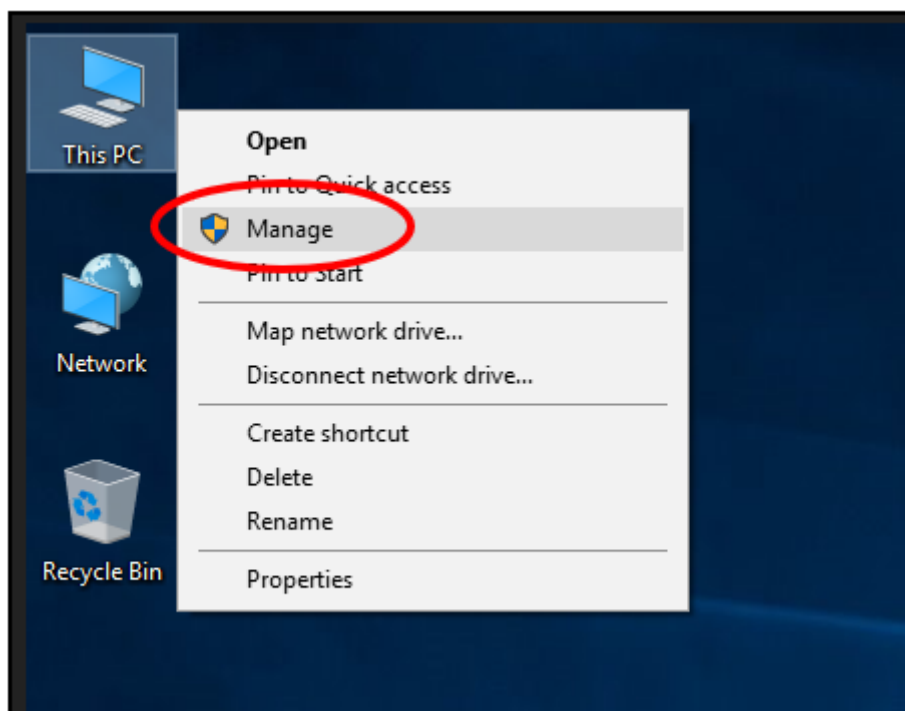 This PC
Open
Pin to Quick access
Manage
Pin to Start
Network
Map network drive...
Disconnect network drive...
Create shortcut
Delete
Rename
Recycle Bin
Properties